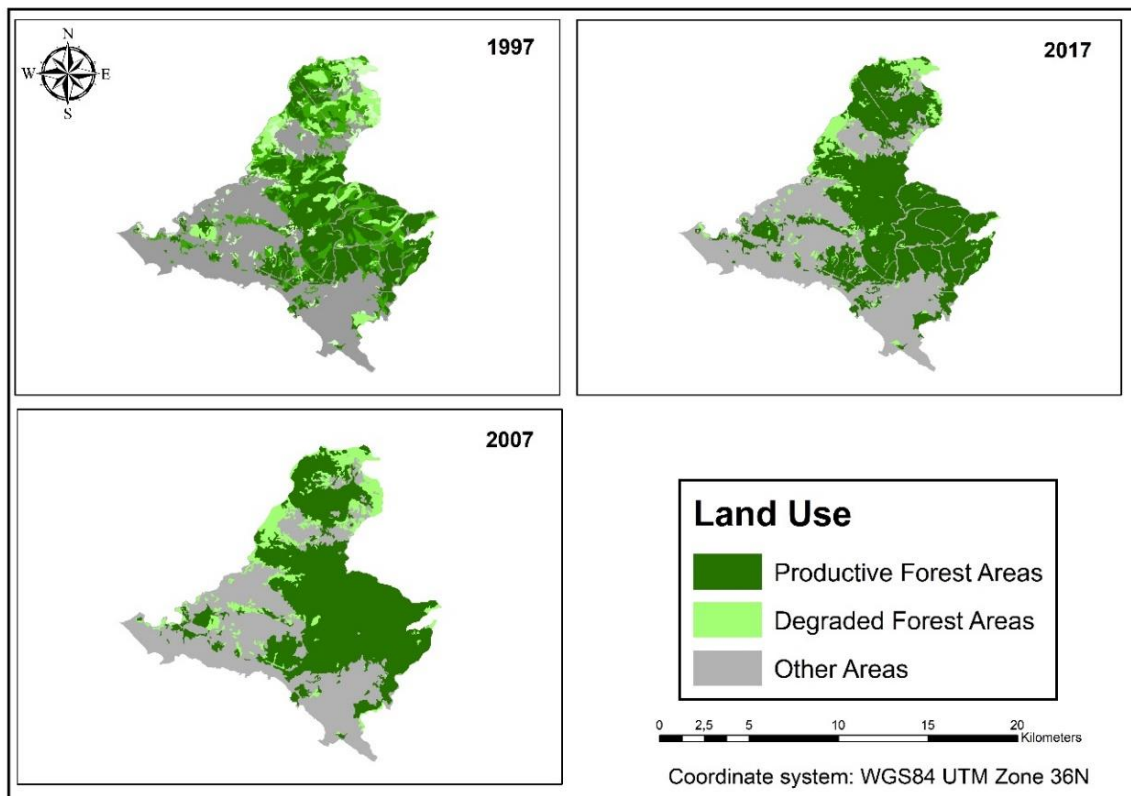 N
W E
S
1997
2017
2007
Land Use
Productive Forest Areas
Degraded Forest Areas
Other Areas
0 2,5 5 10 15 20
Kilometers
Coordinate system: WGS84 UTM Zone 36N